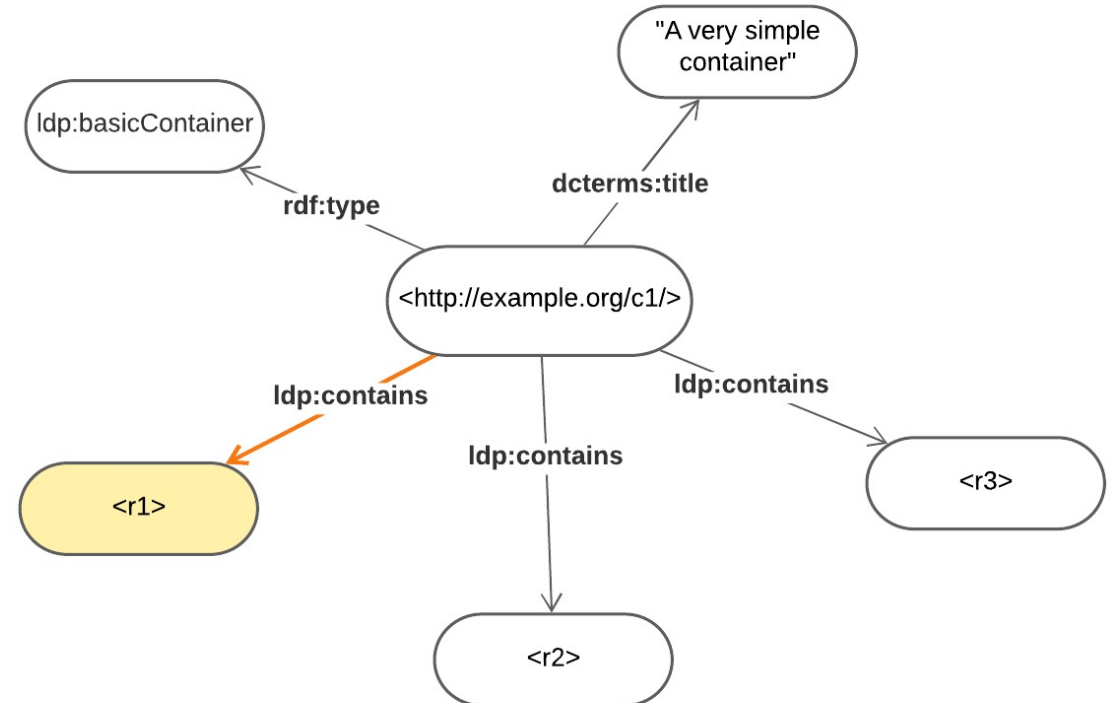 "A very simple
container"
ldp:basicContainer
dcterms:title
rdf:type
<http://example.org/c1/>
ldp:contains
ldp:contains
ldp:contains
<r3>
<r1>
<r2>